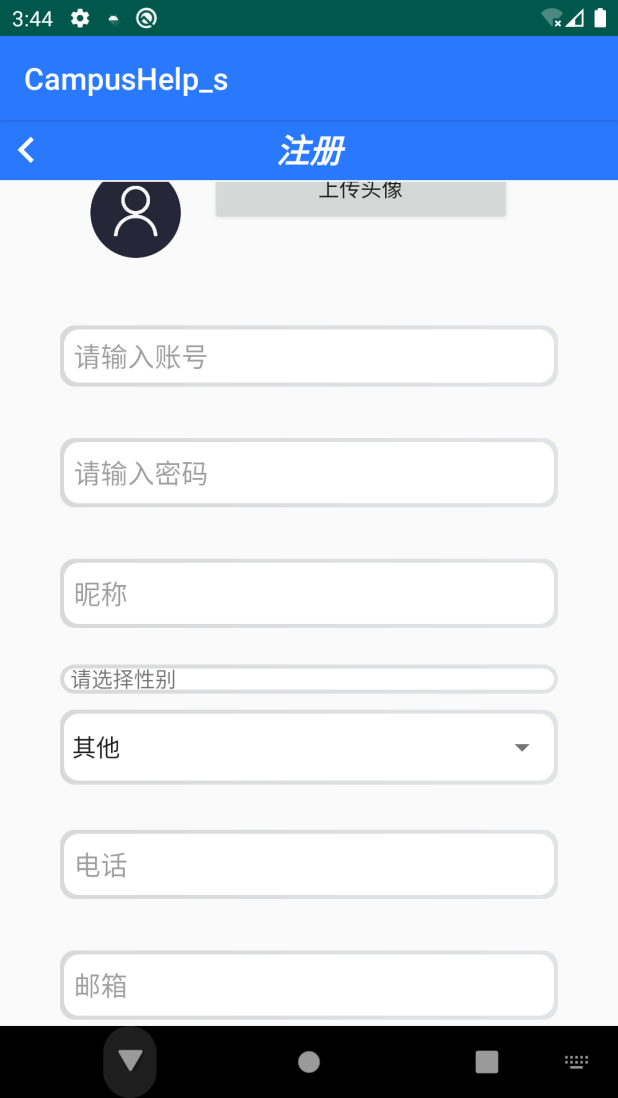 3:44
CampusHelp_s
注册
上传头像
请输入账号
请输入密码
昵称
请选择性别
其他
电话
邮箱